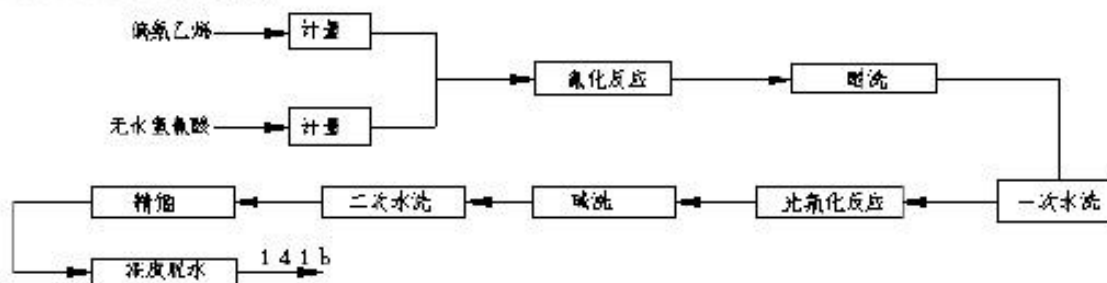 偏氯乙烯 计量
氟化反应
无水氢氟酸 计量
精馏 二次水洗 碱洗 光氯化反应 一次水洗
深度脱水 141b